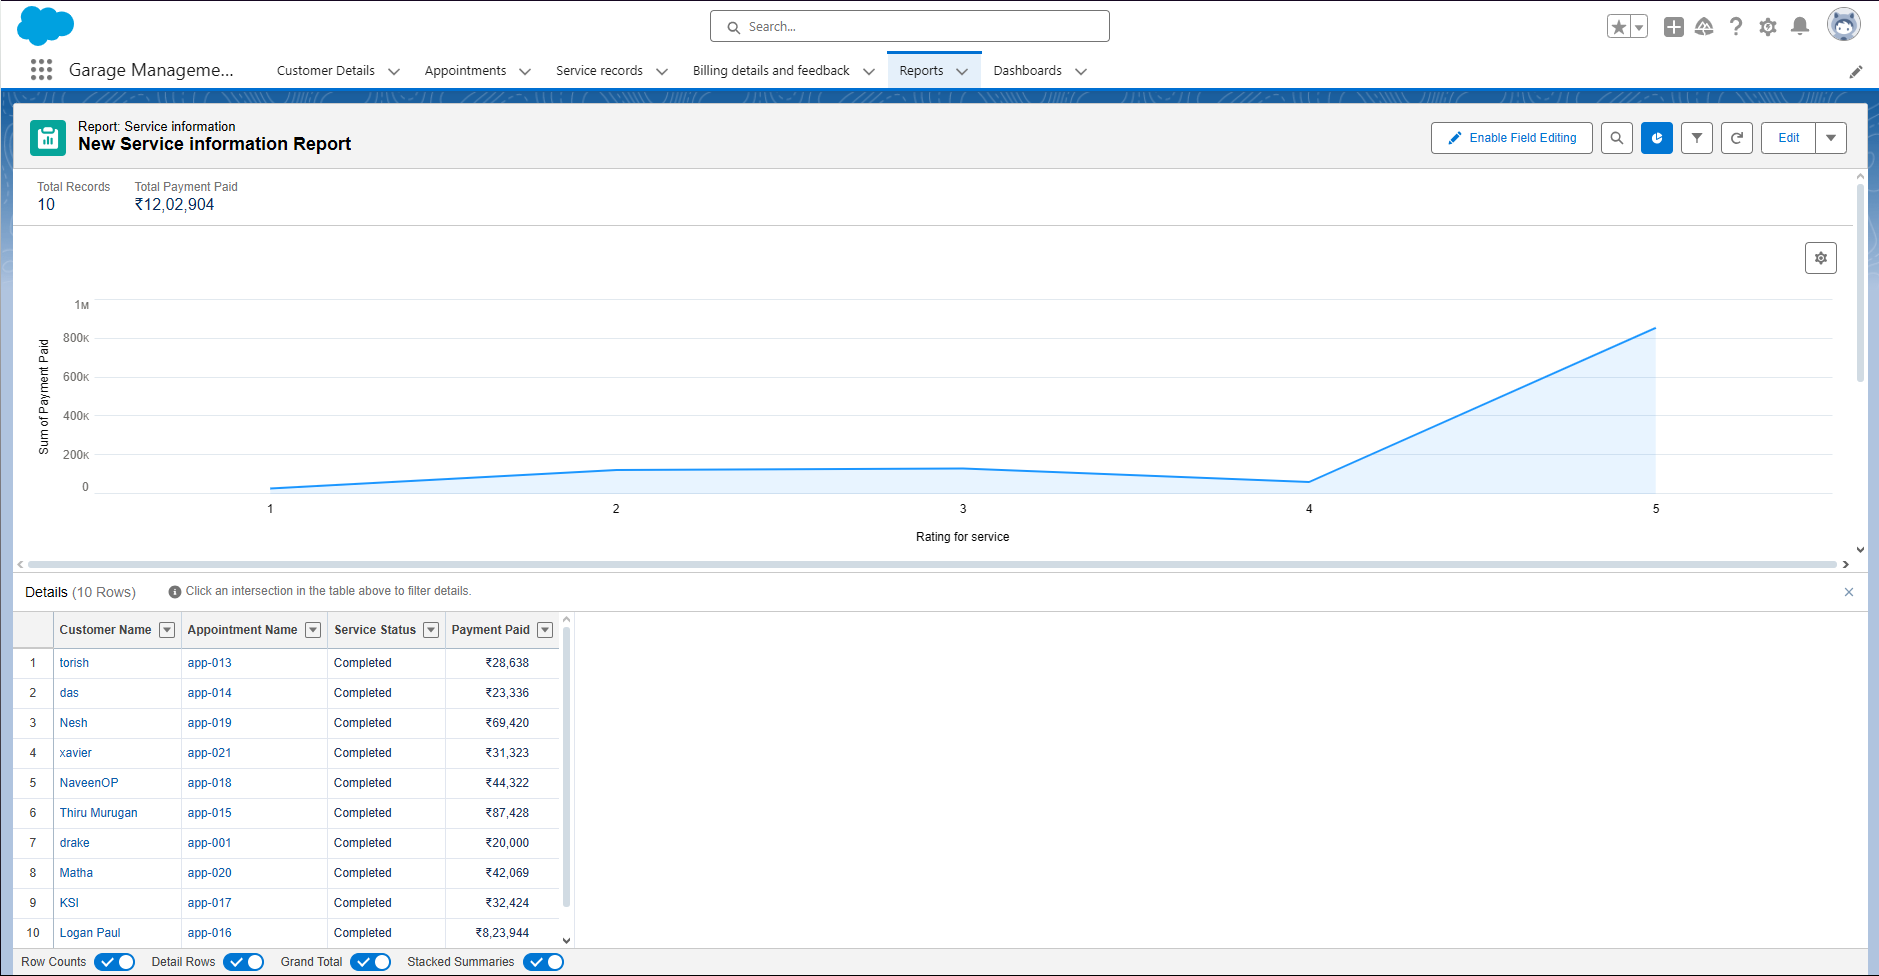 Search...
Garage Manageme...
Customer Details
Appointments
Service records
Billing details and feedback
Reports
Dashboards
Report: Service information
New Service information Report
Enable Field Editing
Edit
Total Records
Total Payment Paid
10
₹12,02,904
Sum of Payment Paid
1M
800K
600K
400K
200K
0
1 2 3 4 5
Rating for service
Details (10 Rows)
Click an intersection in the table above to filter details.
Customer Name Appointment Name Service Status Payment Paid
1 torish app-013 Completed ₹28,638
2 das app-014 Completed ₹23,336
3 Nesh app-019 Completed ₹69,420
4 xavier app-021 Completed ₹31,323
5 NaveenOP app-018 Completed ₹44,322
6 Thiru Murugan app-015 Completed ₹87,428
7 drake app-001 Completed ₹20,000
8 Matha app-020 Completed ₹42,069
9 KSI app-017 Completed ₹32,424
10 Logan Paul app-016 Completed ₹8,23,944
Row Counts Detail Rows Grand Total Stacked Summaries